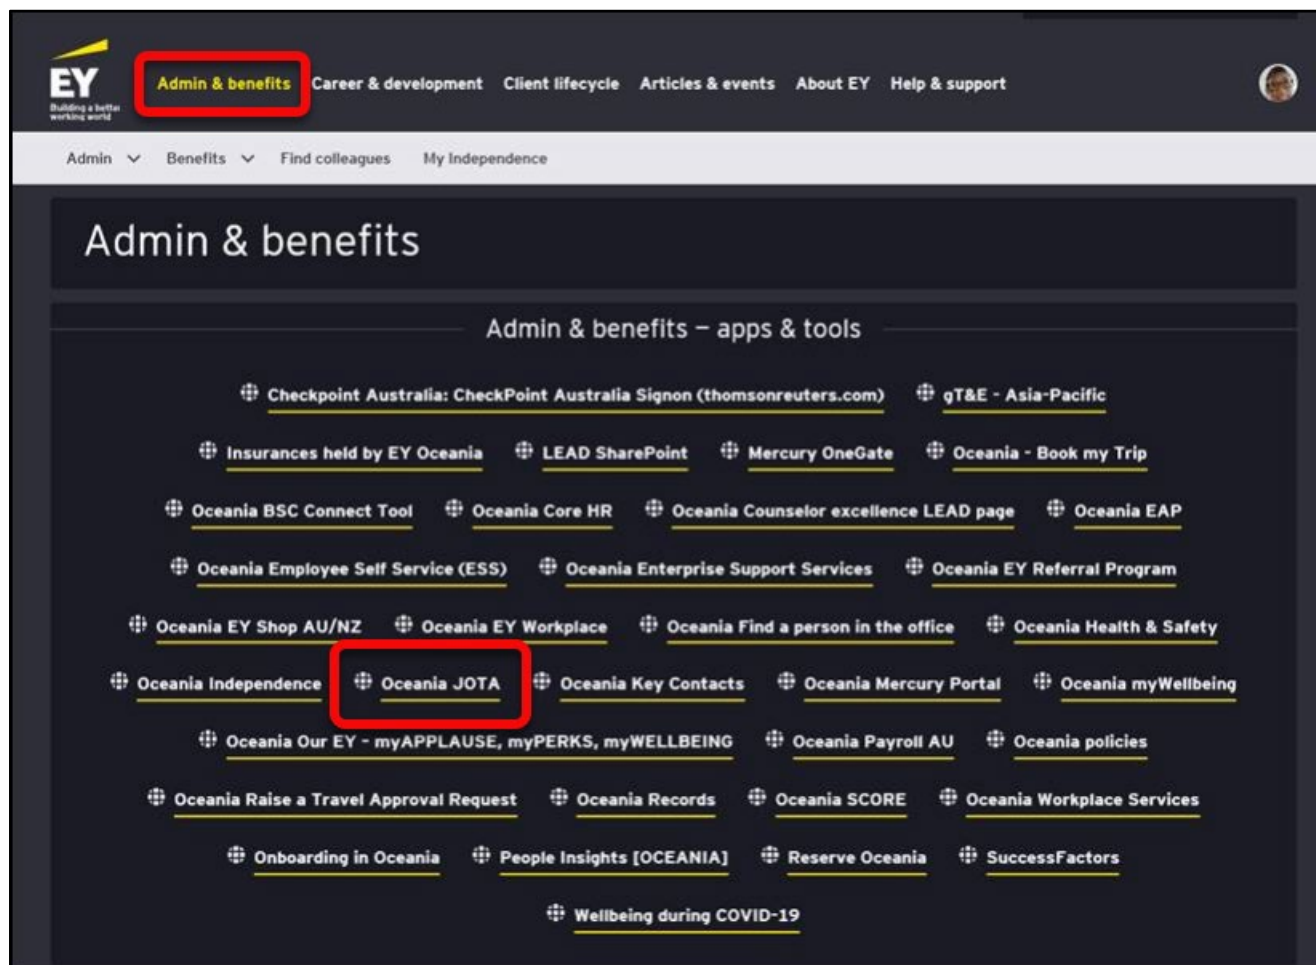 EY
Building a better
working world
Admin & benefits Career & development Client lifecycle Articles & events About EY Help & support
Admin Benefits Find colleagues My Independence
Admin & benefits
Admin & benefits – apps & tools
Checkpoint Australia: CheckPoint Australia Signon (thomsonreuters.com) gT&E - Asia-Pacific
Insurances held by EY Oceania LEAD SharePoint Mercury OneGate Oceania - Book my Trip
Oceania BSC Connect Tool Oceania Core HR Oceania Counselor excellence LEAD page Oceania EAP
Oceania Employee Self Service (ESS) Oceania Enterprise Support Services Oceania EY Referral Program
Oceania EY Shop AU/NZ Oceania EY Workplace Oceania Find a person in the office Oceania Health & Safety
Oceania Independence Oceania JOTA Oceania Key Contacts Oceania Mercury Portal Oceania myWellbeing
Oceania Our EY – myAPPLAUSE, myPERKS, myWELLBEING Oceania Payroll AU Oceania policies
Oceania Raise a Travel Approval Request Oceania Records Oceania SCORE Oceania Workplace Services
Onboarding in Oceania People Insights [OCEANIA] Reserve Oceania SuccessFactors
Wellbeing during COVID-19